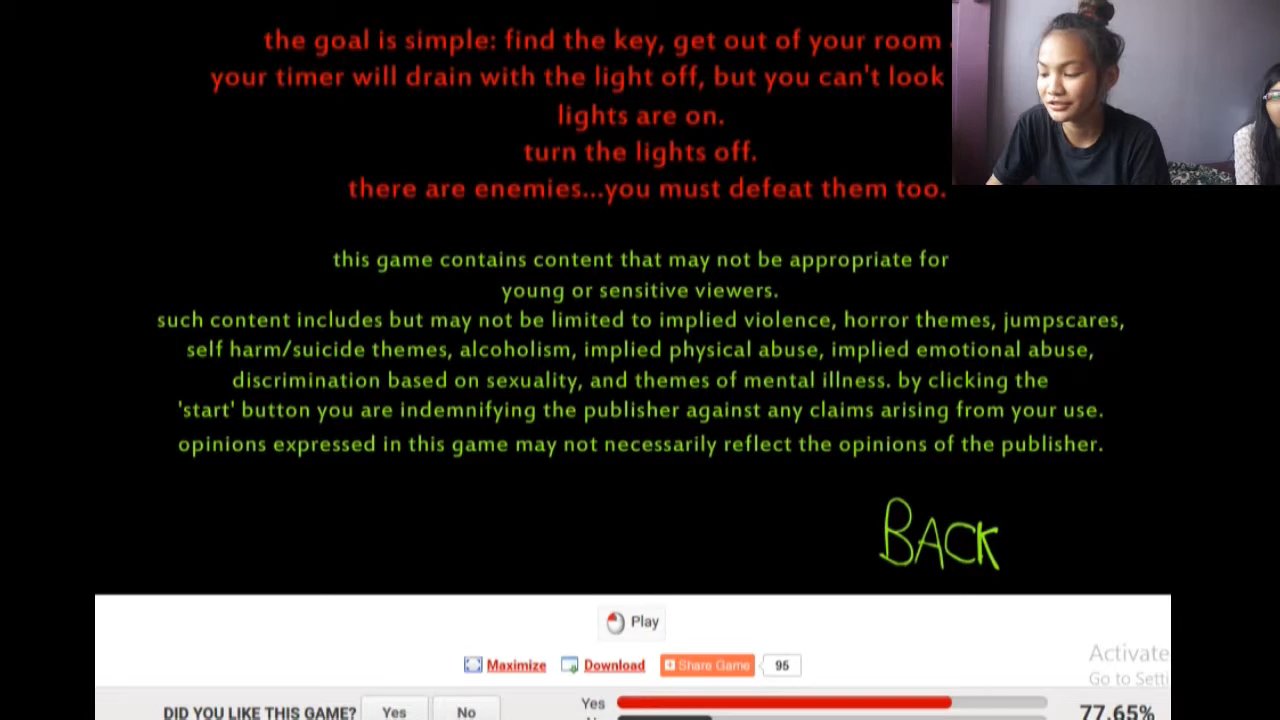 the goal is simple: find the key, get out of your room
your timer will drain with the light off, but you can't look
lights are on.
turn the lights off.
there are enemies...you must defeat them too.
this game contains content that may not be appropriate for
young or sensitive viewers.
such content includes but may not be limited to implied violence, horror themes, jumpscares,
self harm/suicide themes, alcoholism, implied physical abuse, implied emotional abuse,
discrimination based on sexuality, and themes of mental illness. by clicking the
'start' button you are indemnifying the publisher against any claims arising from your use.
opinions expressed in this game may not necessarily reflect the opinions of the publisher.
BACK
Play
Maximize Download Share Game 95
Activate
Go to Setti
DID YOU LIKE THIS GAME? Yes No Yes 77.65%